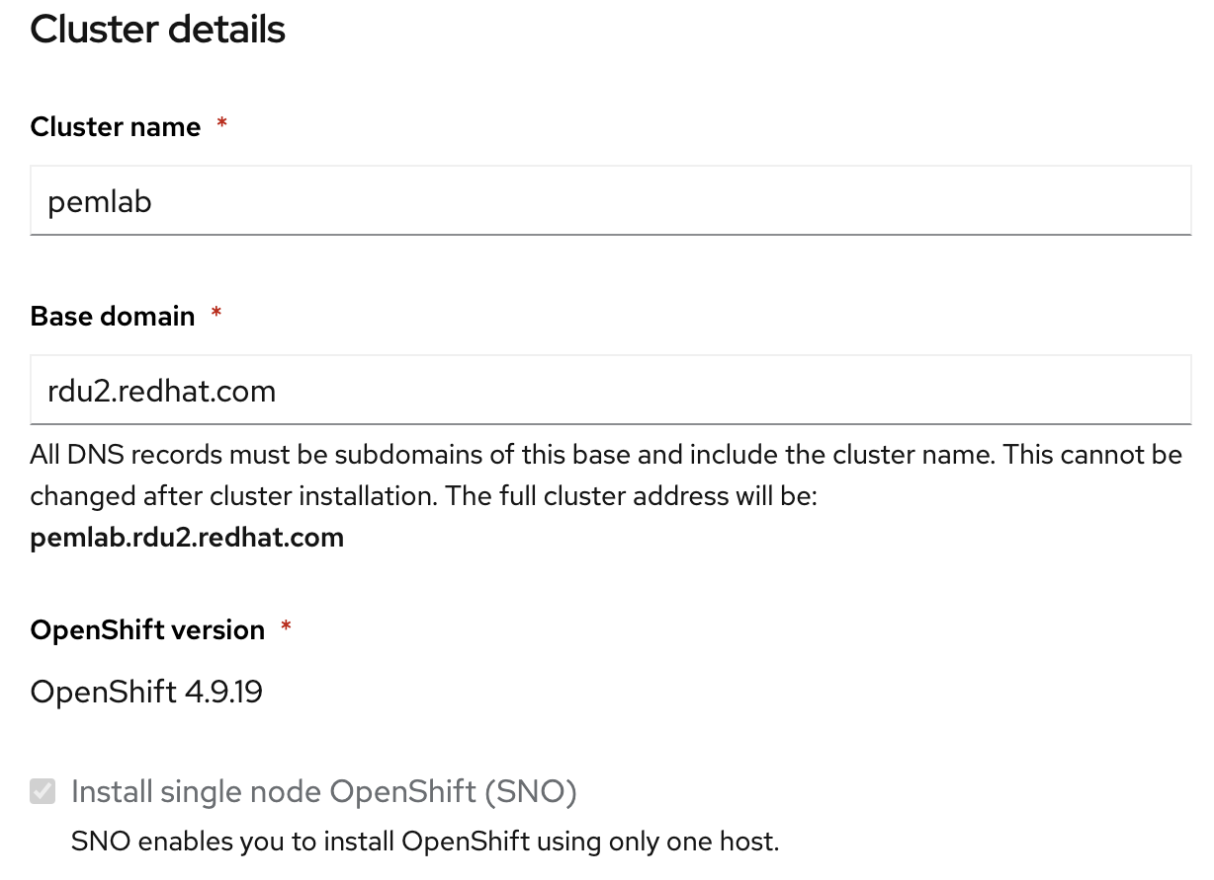 Cluster details
Cluster name *
pemlab
Base domain *
rdu2.redhat.com
All DNS records must be subdomains of this base and include the cluster name. This cannot be
changed after cluster installation. The full cluster address will be:
pemlab.rdu2.redhat.com
OpenShift version *
OpenShift 4.9.19
Install single node OpenShift (SNO)
SNO enables you to install OpenShift using only one host.